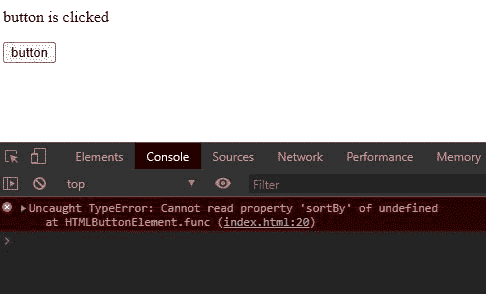 button is clicked
button
Elements Console Sources Network Performance Memory
top Filter
Uncaught TypeError: Cannot read property 'sortBy' of undefined
at HTMLButtonElement.func (index.html:20)